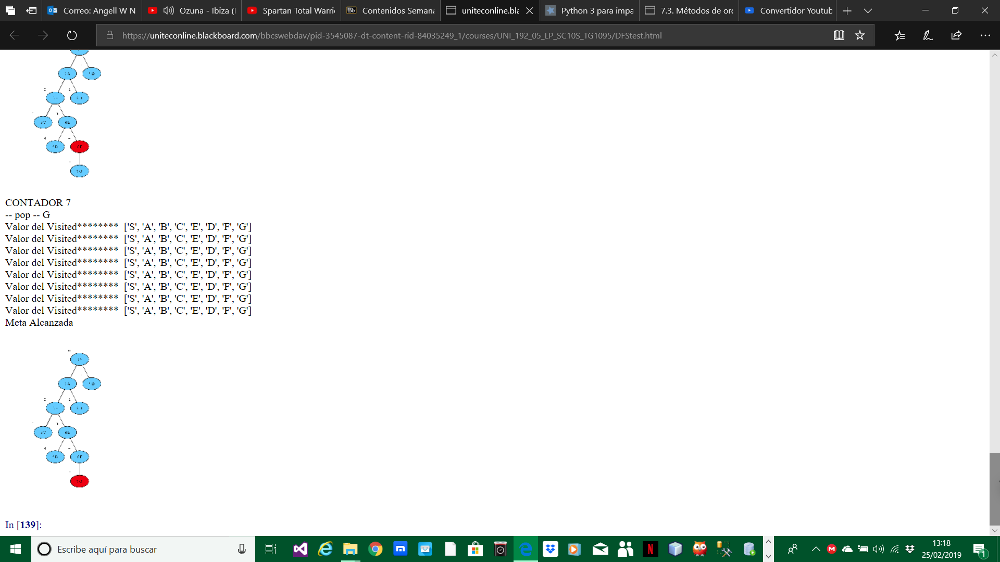 Correo: Angell W N
Ozuna - Ibiza (
Spartan Total Warri
Contenidos Semana
uniteconline.bla
Python 3 para impa
7.3. Métodos de or
Convertidor Youtub
https://uniteconline.blackboard.com/bbcswebdav/pid-3545087-dt-content-rid-84035249_1/courses/UNI_192_05_LP_SC10S_TG1095/DFStest.html
CONTADOR 7
-- pop -- G
Valor del Visited******** ['S', 'A', 'B', 'C', 'E', 'D', 'F', 'G']
Valor del Visited******** ['S', 'A', 'B', 'C', 'E', 'D', 'F', 'G']
Valor del Visited******** ['S', 'A', 'B', 'C', 'E', 'D', 'F', 'G']
Valor del Visited******** ['S', 'A', 'B', 'C', 'E', 'D', 'F', 'G']
Valor del Visited******** ['S', 'A', 'B', 'C', 'E', 'D', 'F', 'G']
Valor del Visited******** ['S', 'A', 'B', 'C', 'E', 'D', 'F', 'G']
Valor del Visited******** ['S', 'A', 'B', 'C', 'E', 'D', 'F', 'G']
Valor del Visited******** ['S', 'A', 'B', 'C', 'E', 'D', 'F', 'G']
Meta Alcanzada
In [139]:
Escribe aquí para buscar
13:18
25/02/2019
1